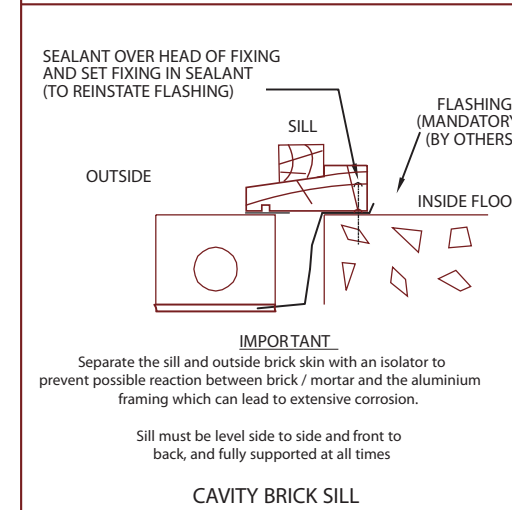 SEALANT OVER HEAD OF FIXING
AND SET FIXING IN SEALANT
(TO REINSTATE FLASHING)
FLASHING
(MANDATORY
(BY OTHERS
SILL
OUTSIDE
INSIDE FLOO
IMPORTANT
Separate the sill and outside brick skin with an isolator to
prevent possible reaction between brick / mortar and the aluminium
framing which can lead to extensive corrosion.
Sill must be level side to side and front to
back, and fully supported at all times
CAVITY BRICK SILL